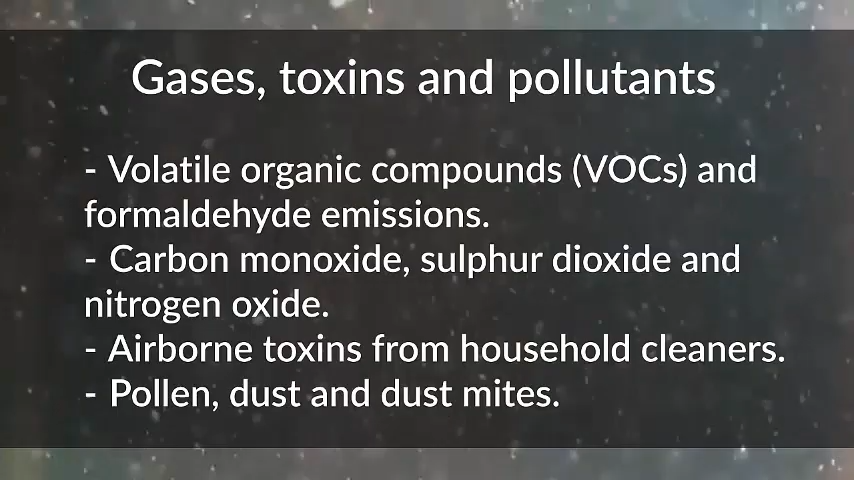 Gases, toxins and pollutants
- Volatile organic compounds (VOCs) and
formaldehyde emissions.
- Carbon monoxide, sulphur dioxide and
nitrogen oxide.
- Airborne toxins from household cleaners.
- Pollen, dust and dust mites.